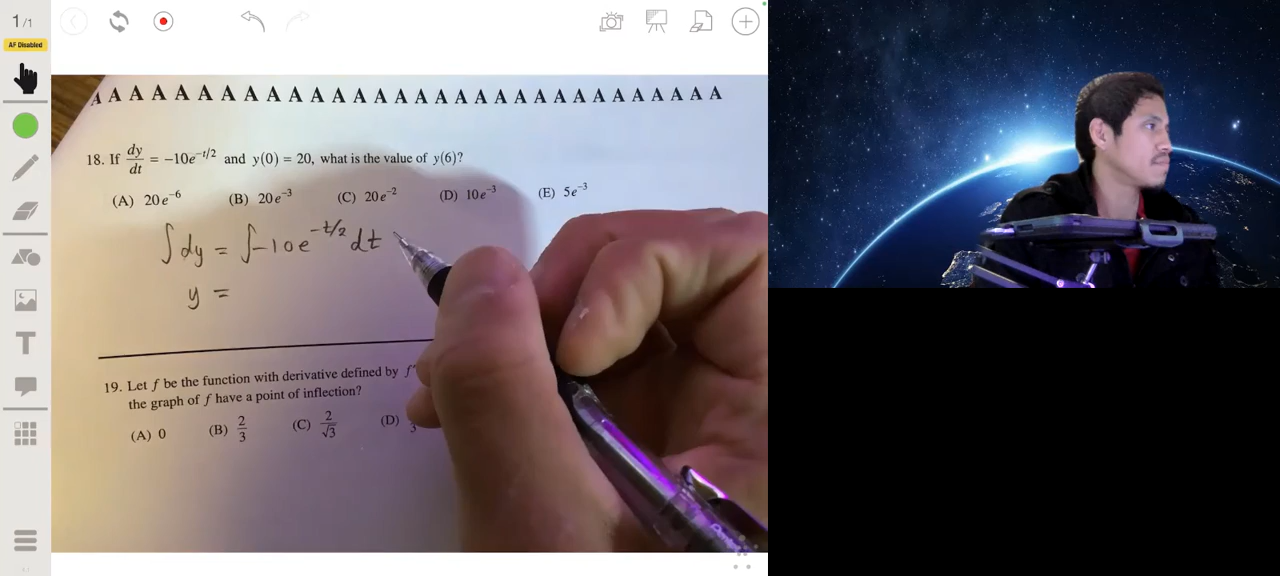 1/1
AF Disabled
A A A A A A A A A A A A A A A A A A A A A A A A A A A A
18. If dy/dt = −10e^{−t/2} and y(0) = 20, what is the value of y(6)?
(A) 20e^{−6} (B) 20e^{−3} (C) 20e^{−2} (D) 10e^{−3} (E) 5e^{−3}
∫ dy = ∫ −10e^{−t/2} dt
y =
19. Let f be the function with derivative defined by f'
the graph of f have a point of inflection?
(A) 0 (B) 2/3 (C) 2/√3 (D)